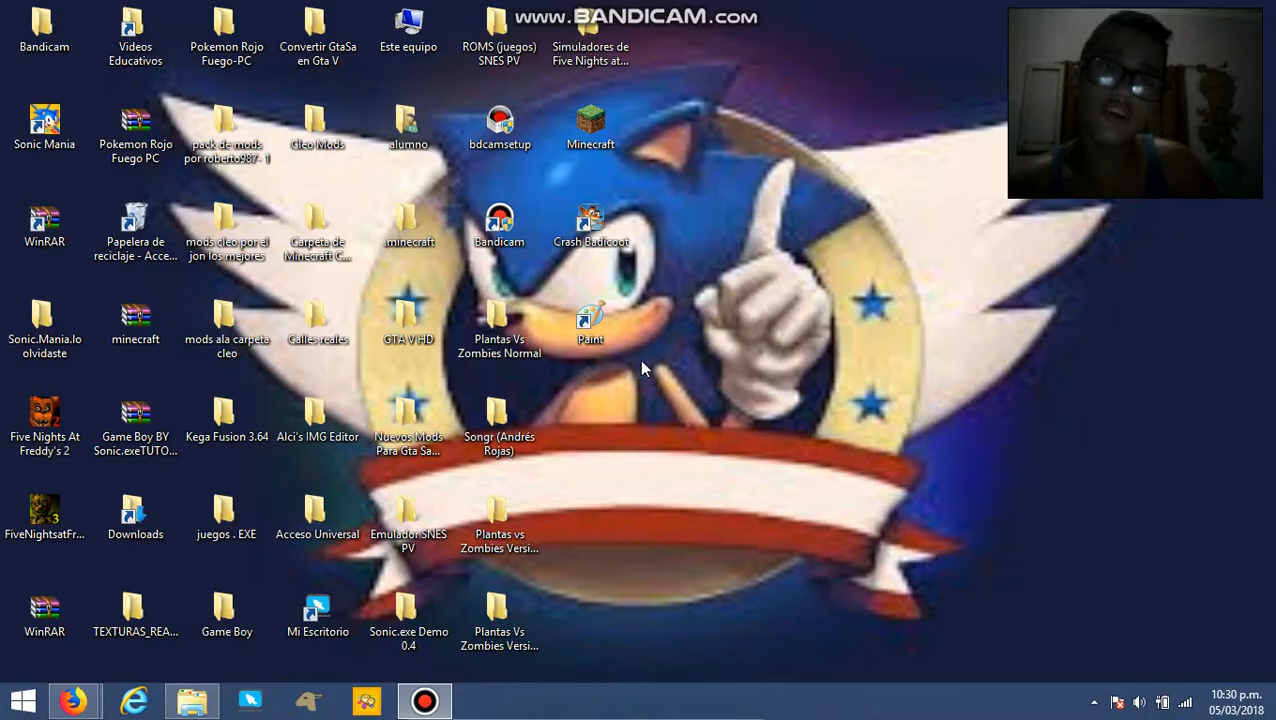 www.BANDICAM.com
Bandicam
Videos
Educativos
Pokemon Rojo
Fuego-PC
Convertir GtaSa
en Gta V
Este equipo
ROMS (juegos)
SNES PV
Simuladores de
Five Nights at...
Sonic Mania
Pokemon Rojo
Fuego PC
pack de mods
por roberto987- 1
Cleo Mods
alumno
bdcamsetup
Minecraft
WinRAR
Papelera de
reciclaje - Acce...
mods cleo por el
jon los mejores
Carpeta de
Minecraft C...
.minecraft
Bandicam
Crash Badicoot
Sonic.Mania.lo
olvidaste
minecraft
mods ala carpeta
cleo
Calles reales
GTA V HD
Plantas Vs
Zombies Normal
Paint
Five Nights At
Freddy's 2
Game Boy BY
Sonic.exeTUTO...
Kega Fusion 3.64
Alci's IMG Editor
Nuevos Mods
Para Gta Sa...
Songr (Andrés
Rojas)
3
FiveNightsatFr...
Downloads
juegos . EXE
Acceso Universal
Emulador SNES
PV
Plantas vs
Zombies Versi...
WinRAR
TEXTURAS_REA...
Game Boy
Mi Escritorio
Sonic.exe Demo
0.4
Plantas Vs
Zombies Versi...
10:30 p.m.
05/03/2018